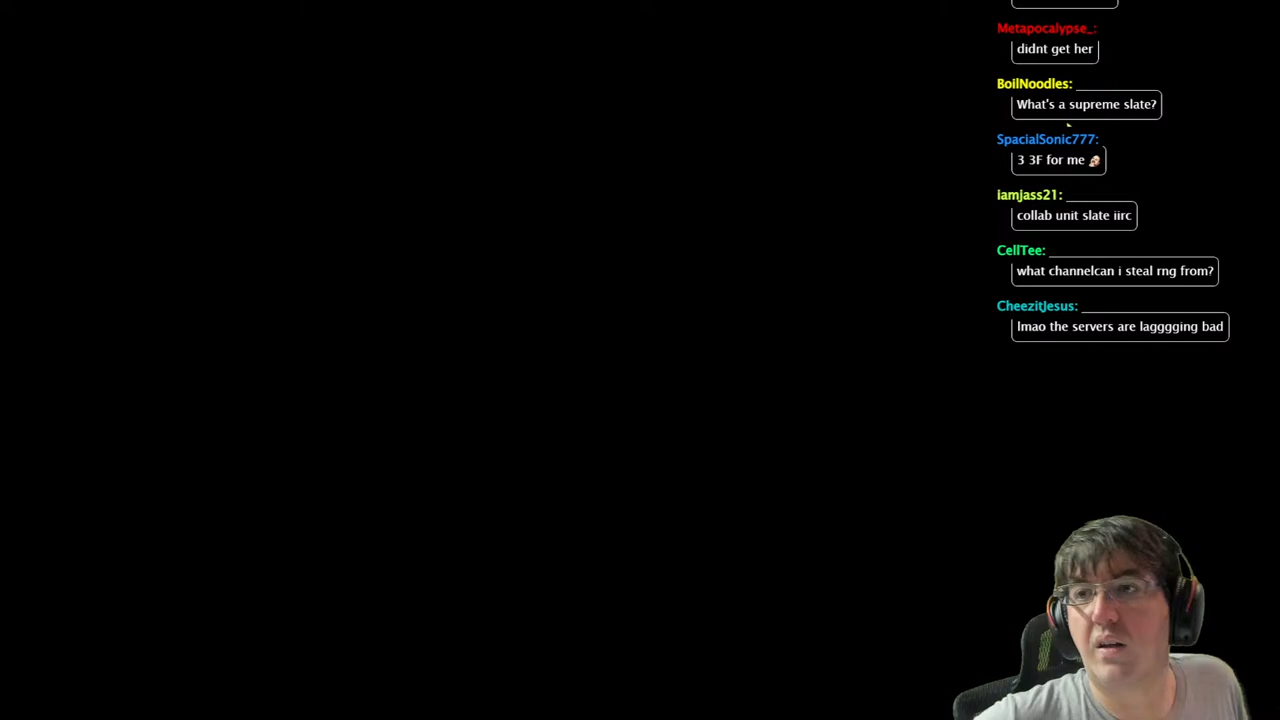 Metapocalypse_:
didnt get her
BoilNoodles:
What's a supreme slate?
SpacialSonic777:
3 3F for me
iamjass21:
collab unit slate iirc
CellTee:
what channelcan i steal rng from?
CheezitJesus:
lmao the servers are lagggging bad